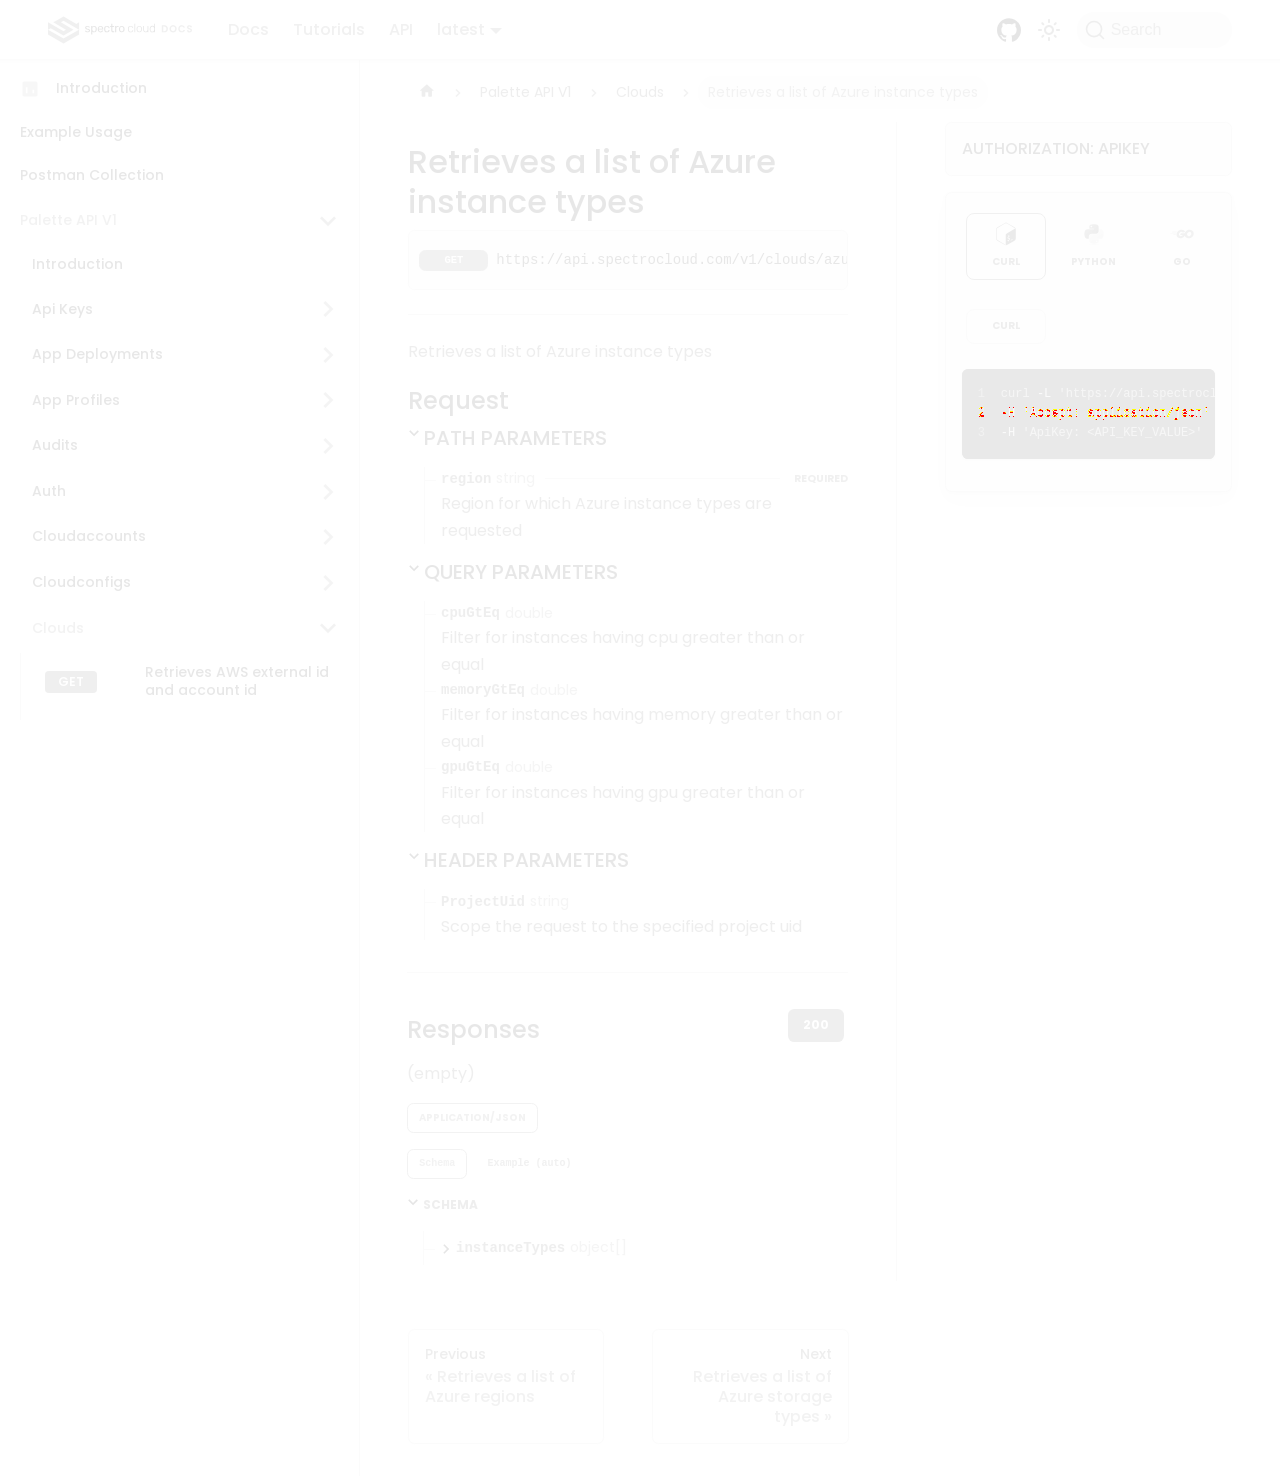 spectro cloud DOCS
Docs
Tutorials
API
latest
Search
Introduction
Example Usage
Postman Collection
Palette API V1
Introduction
Api Keys
App Deployments
App Profiles
Audits
Auth
Cloudaccounts
Cloudconfigs
Clouds
GET
Retrieves AWS external id
and account id
Palette API V1
Clouds
Retrieves a list of Azure instance types
Retrieves a list of Azure
instance types
GET https://api.spectrocloud.com/v1/clouds/azu
Retrieves a list of Azure instance types
Request
PATH PARAMETERS
region string REQUIRED
Region for which Azure instance types are
requested
QUERY PARAMETERS
cpuGtEq double
Filter for instances having cpu greater than or
equal
memoryGtEq double
Filter for instances having memory greater than or
equal
gpuGtEq double
Filter for instances having gpu greater than or
equal
HEADER PARAMETERS
ProjectUid string
Scope the request to the specified project uid
Responses
200
(empty)
APPLICATION/JSON
Schema Example (auto)
SCHEMA
instanceTypes object[]
Previous
« Retrieves a list of
Azure regions
Next
Retrieves a list of
Azure storage
types »
AUTHORIZATION: APIKEY
CURL
PYTHON
GO
GO
CURL
1 curl -L 'https://api.spectrocl
2 -H 'Accept: application/json'
3 -H 'ApiKey: <API_KEY_VALUE>'